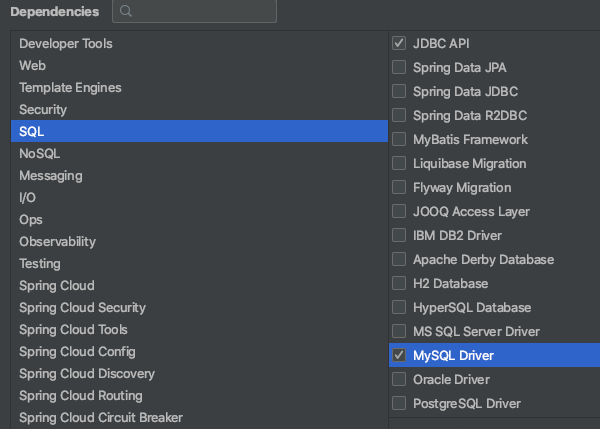 Dependencies
Developer Tools
Web
Template Engines
Security
SQL
NoSQL
Messaging
I/O
Ops
Observability
Testing
Spring Cloud
Spring Cloud Security
Spring Cloud Tools
Spring Cloud Config
Spring Cloud Discovery
Spring Cloud Routing
Spring Cloud Circuit Breaker
JDBC API
Spring Data JPA
Spring Data JDBC
Spring Data R2DBC
MyBatis Framework
Liquibase Migration
Flyway Migration
JOOQ Access Layer
IBM DB2 Driver
Apache Derby Database
H2 Database
HyperSQL Database
MS SQL Server Driver
MySQL Driver
Oracle Driver
PostgreSQL Driver